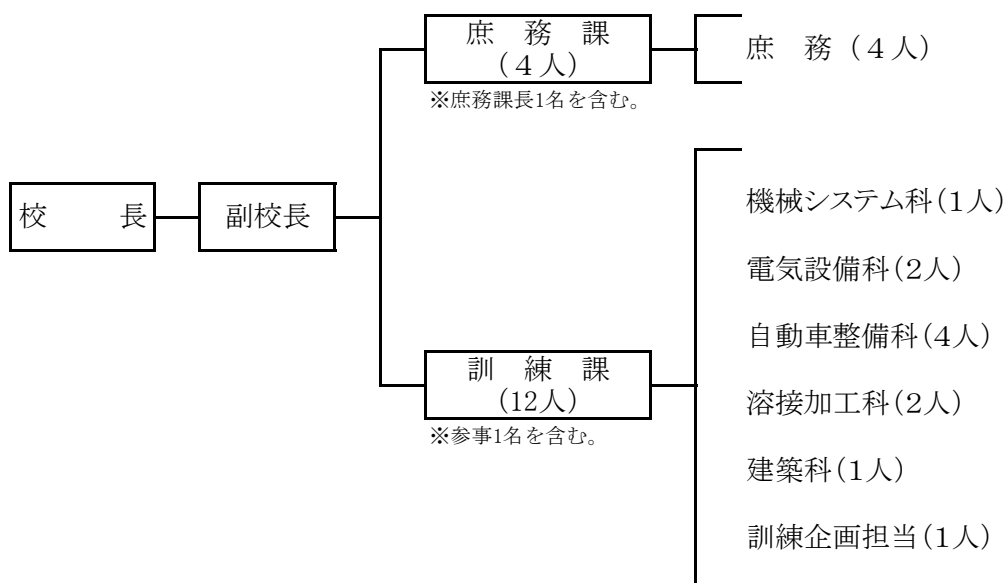 庶　務　課
(４人)
※庶務課長1名を含む。
庶　務（４人）
校　　長
副校長
機械システム科(１人)
電気設備科(２人)
自動車整備科(４人)
訓　練　課
(12人)
※参事1名を含む。
溶接加工科(２人)
建築科(１人)
訓練企画担当(１人)